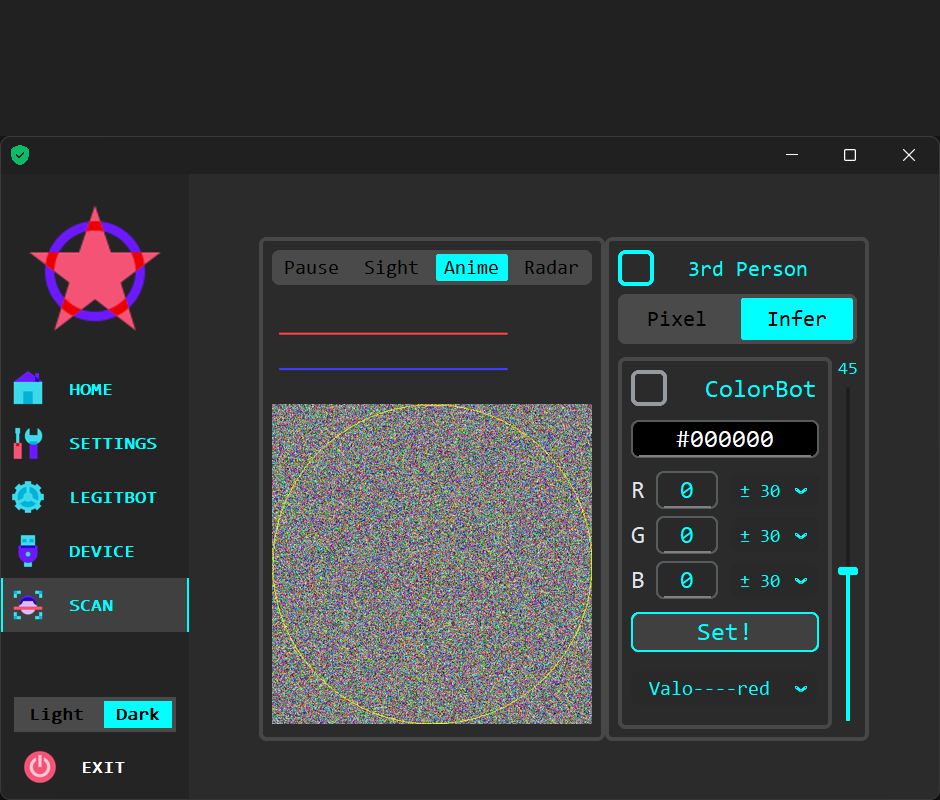 HOME
SETTINGS
LEGITBOT
DEVICE
SCAN
Light Dark
EXIT
Pause Sight Anime Radar
3rd Person
Pixel Infer
45
ColorBot
#000000
R 0 ± 30
G 0 ± 30
B 0 ± 30
Set!
Valo----red